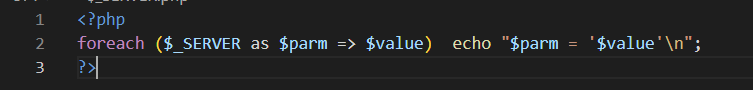 1 <?php
2 foreach ($_SERVER as $parm => $value)  echo "$parm = '$value'\n";
3 ?>